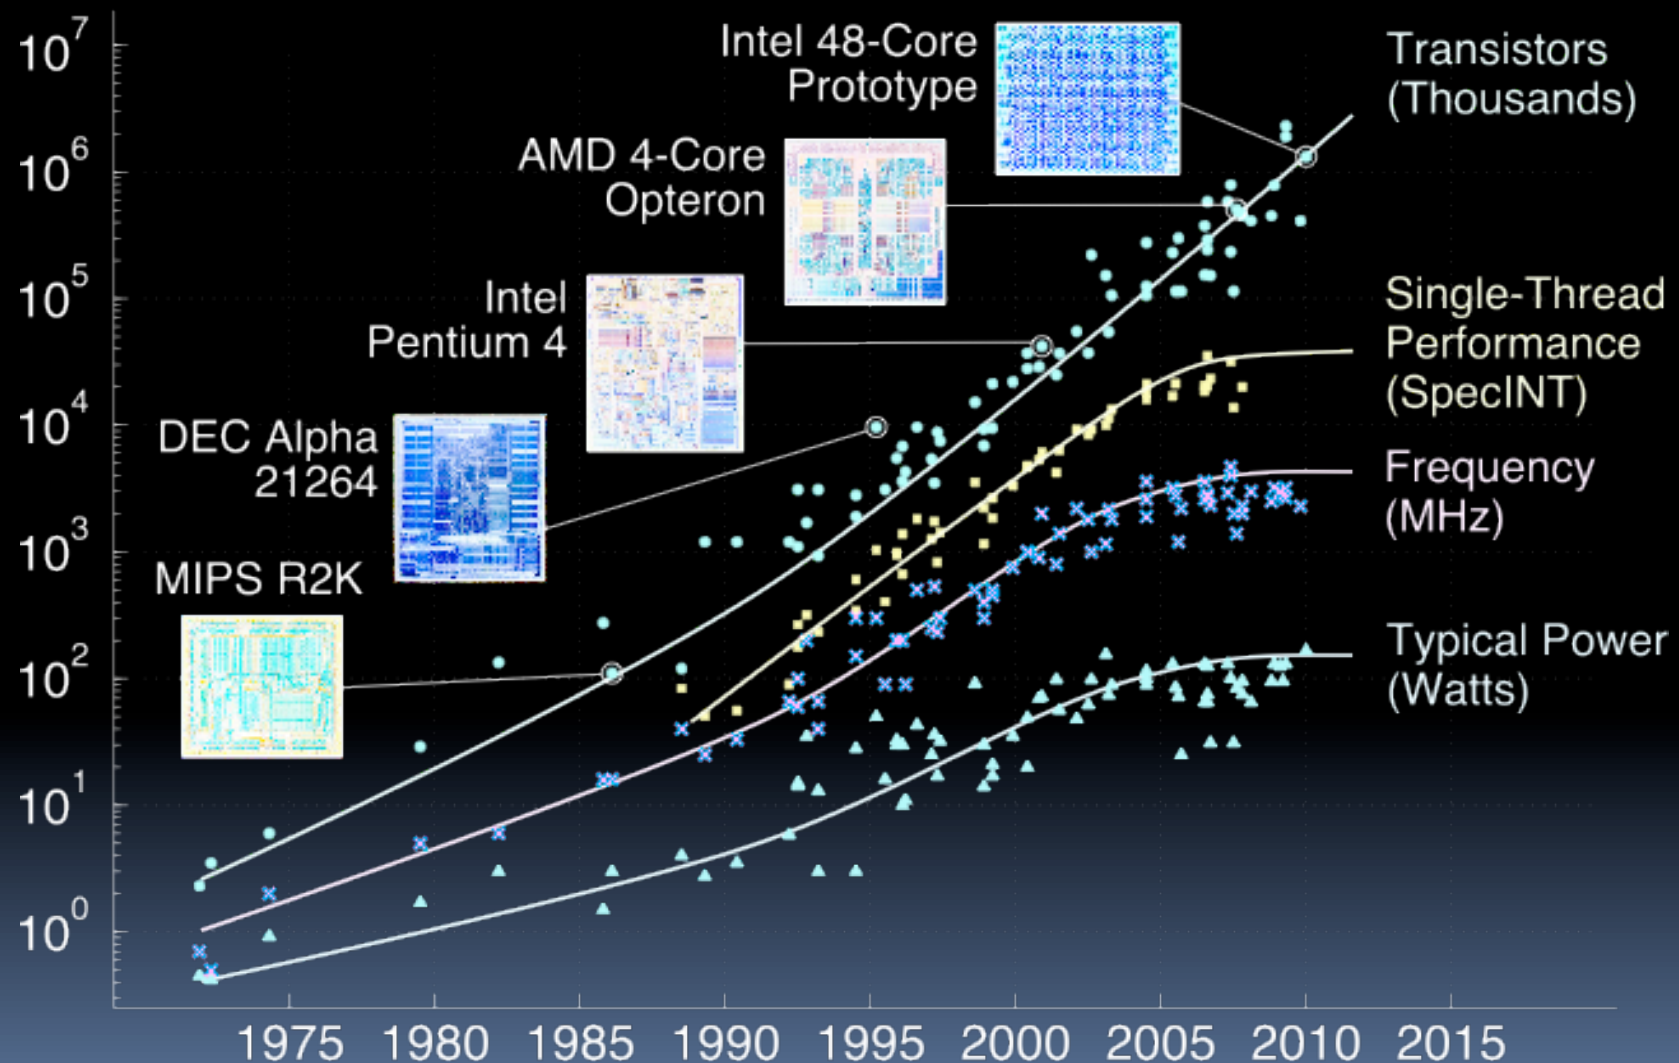 10^7
10^6
10^5
10^4
10^3
10^2
10^1
10^0
Intel 48-Core
Prototype
AMD 4-Core
Opteron
Intel
Pentium 4
DEC Alpha
21264
MIPS R2K
Transistors
(Thousands)
Single-Thread
Performance
(SpecINT)
Frequency
(MHz)
Typical Power
(Watts)
1975 1980 1985 1990 1995 2000 2005 2010 2015